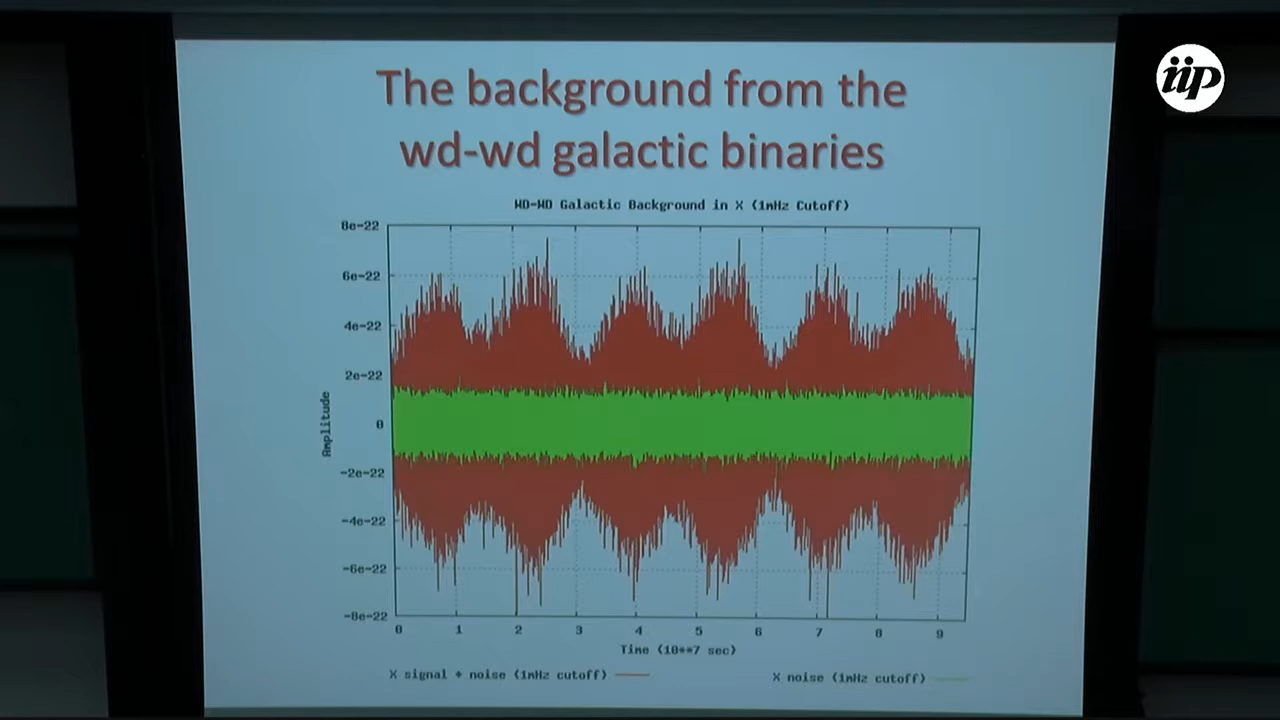 iip
The background from the
wd-wd galactic binaries
WD-WD Galactic Background in X (1mHz Cutoff)
8e-22
6e-22
4e-22
2e-22
0
-2e-22
-4e-22
-6e-22
-8e-22
Amplitude
0 1 2 3 4 5 6 7 8 9
Time (10**7 sec)
X signal + noise (1mHz cutoff)
X noise (1mHz cutoff)